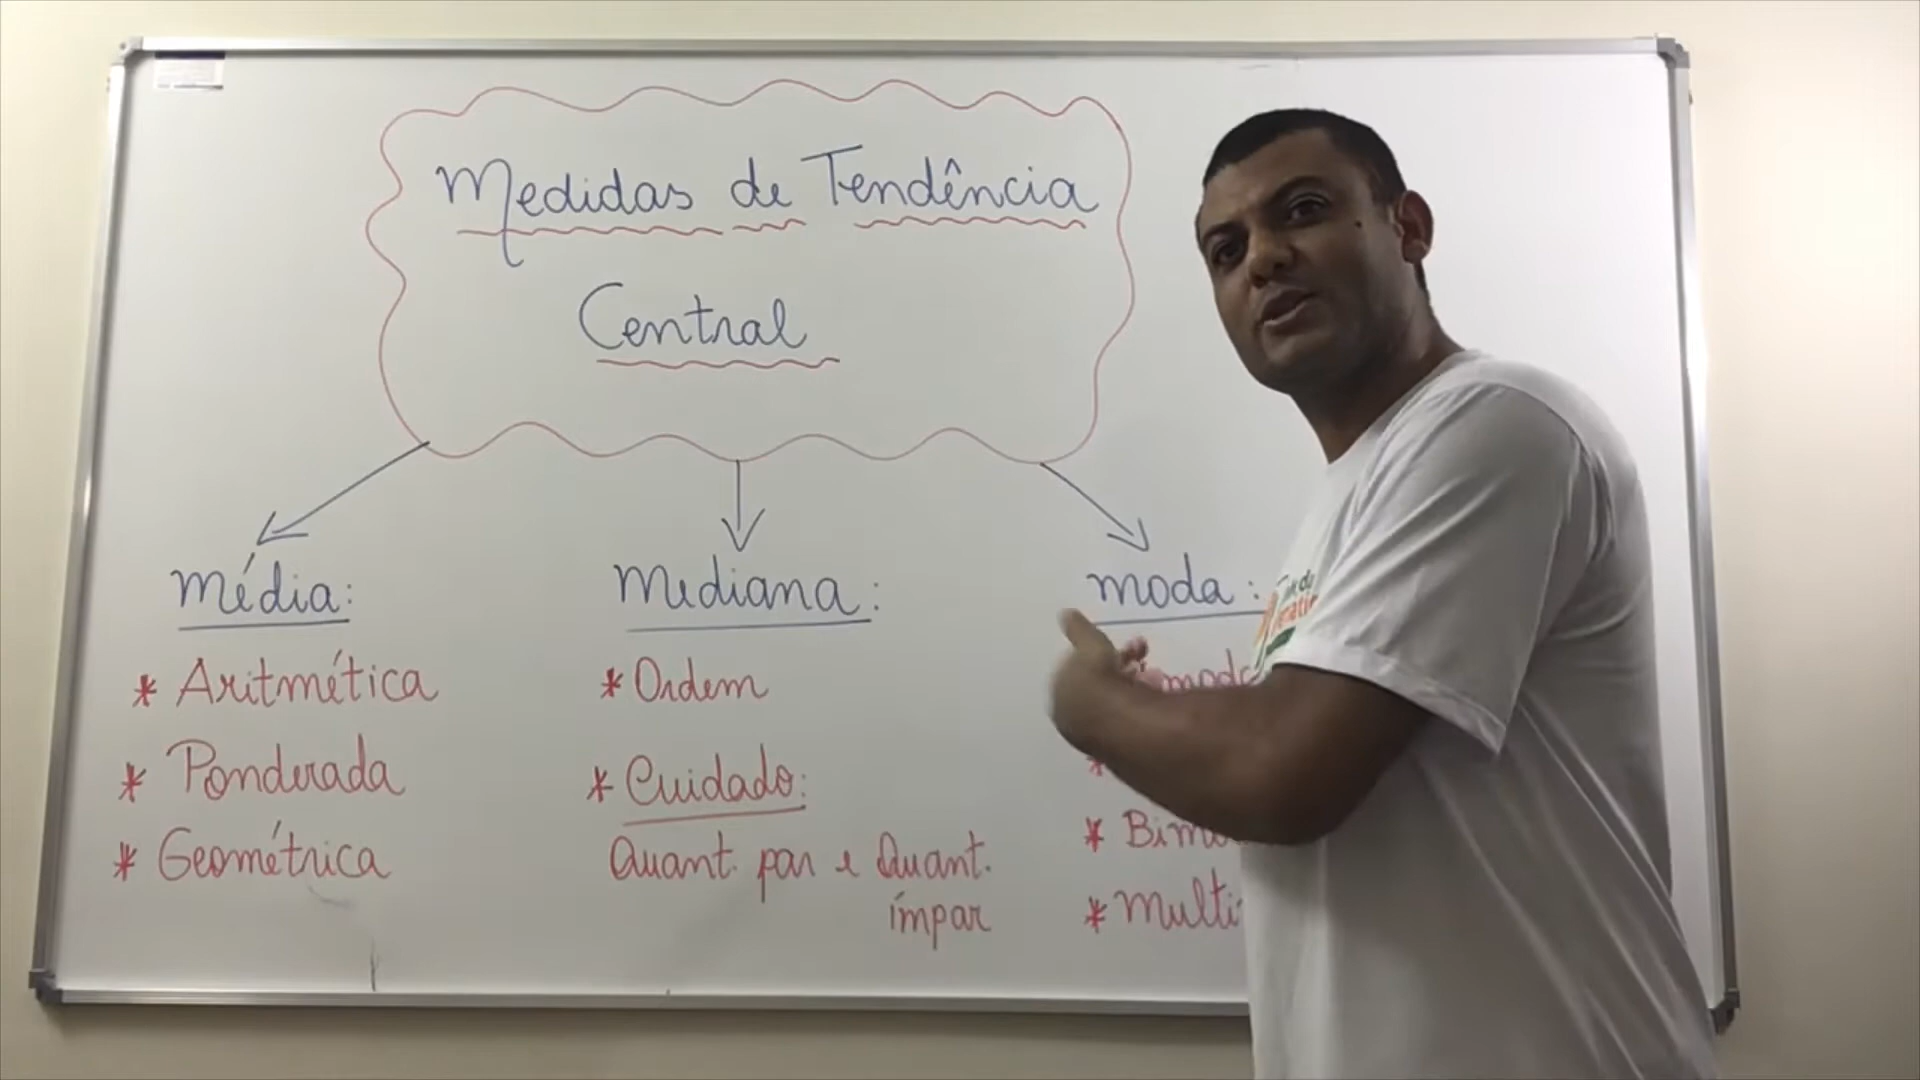 Medidas de Tendência
Central
Média:
* Aritmética
* Ponderada
* Geométrica
Mediana:
* Ordem
* Cuidado:
Quant. par e Quant.
ímpar
moda:
*
*
*